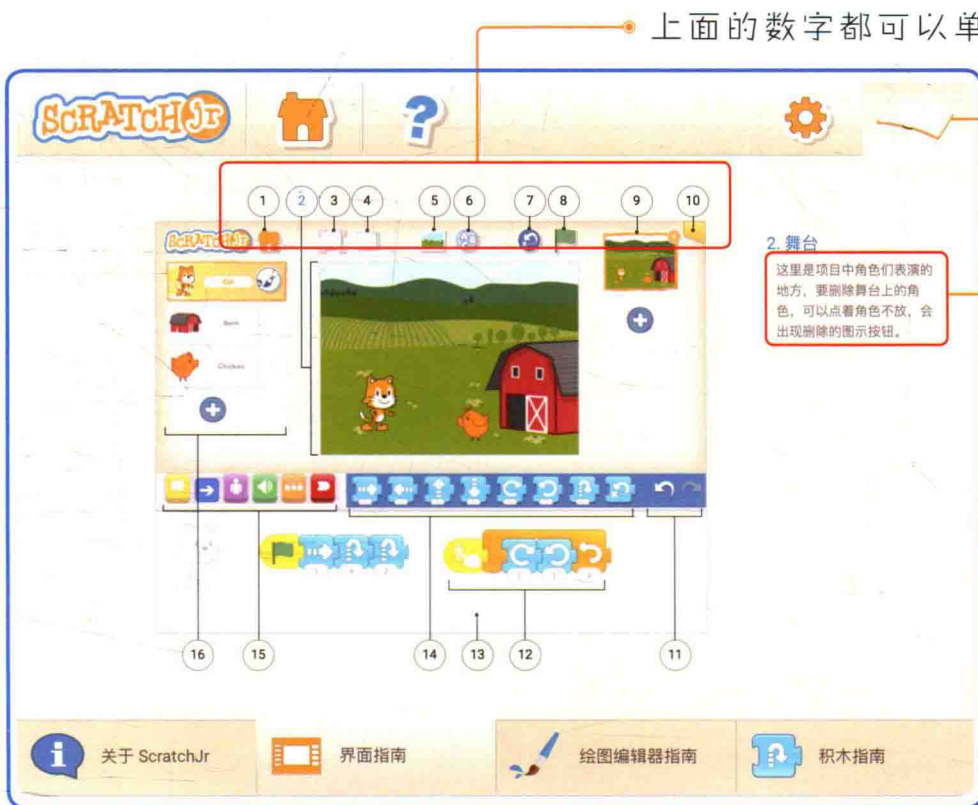 上面的数字都可以单
SCRATCHJr
1 2 3 4 5 6 7 8 9 10
SCRATCHJr
Cat
Barn
Chicken
2. 舞台
这里是项目中角色们表演的
地方，要删除舞台上的角
色，可以点着角色不放，会
出现删除的图示按钮。
16 15 14 13 12 11
关于 ScratchJr
界面指南
绘图编辑器指南
积木指南